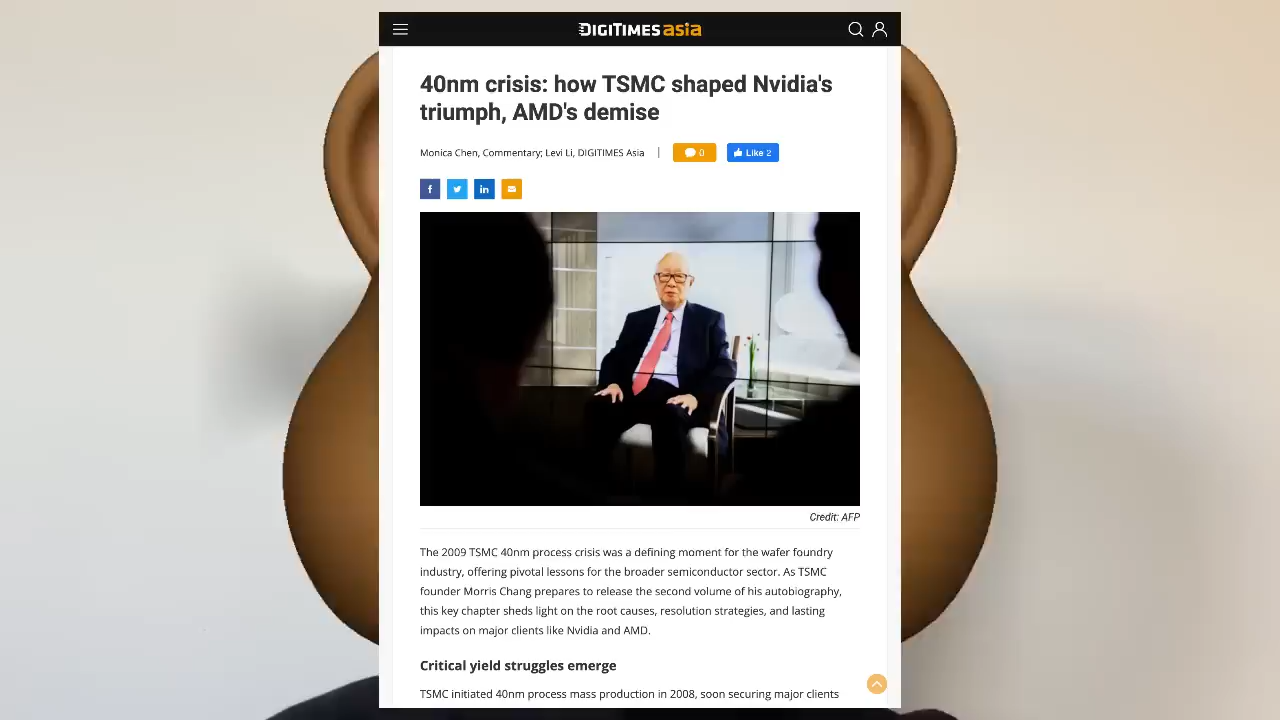 DIGITIMES asia
40nm crisis: how TSMC shaped Nvidia's
triumph, AMD's demise
Monica Chen, Commentary; Levi Li, DIGITIMES Asia | 0 Like 2
f in
Credit: AFP
The 2009 TSMC 40nm process crisis was a defining moment for the wafer foundry
industry, offering pivotal lessons for the broader semiconductor sector. As TSMC
founder Morris Chang prepares to release the second volume of his autobiography,
this key chapter sheds light on the root causes, resolution strategies, and lasting
impacts on major clients like Nvidia and AMD.
Critical yield struggles emerge
TSMC initiated 40nm process mass production in 2008, soon securing major clients